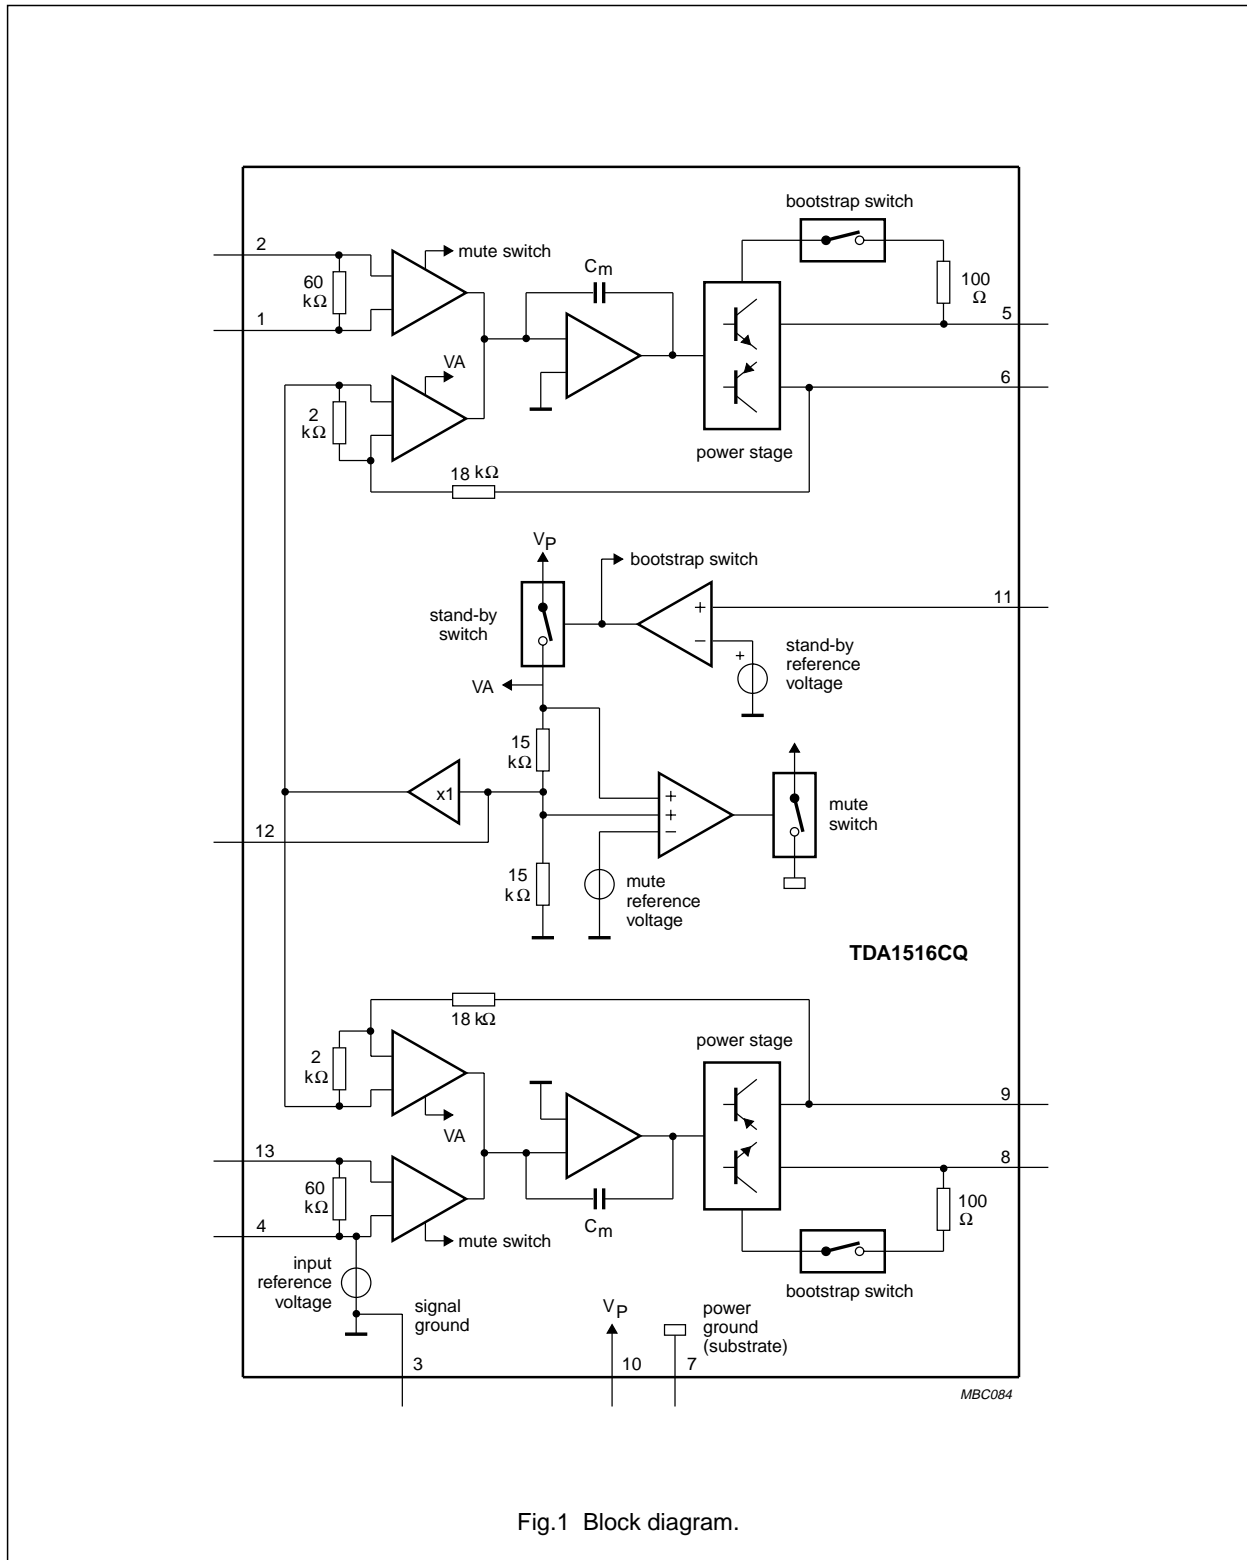 bootstrap switch
2
mute switch
60
kΩ
Cm
100
Ω
1
5
VA
6
2
kΩ
power stage
18 kΩ
VP
bootstrap switch
11
stand-by
switch
+
−
+
stand-by
reference
voltage
VA
15
kΩ
x1
+
+
−
mute
switch
12
15
kΩ
mute
reference
voltage
TDA1516CQ
18 kΩ
power stage
2
kΩ
9
VA
13
8
60
kΩ
100
Ω
4
Cm
mute switch
input
reference
voltage
bootstrap switch
signal
ground
VP
power
ground
(substrate)
3
10
7
MBC084
Fig.1 Block diagram.